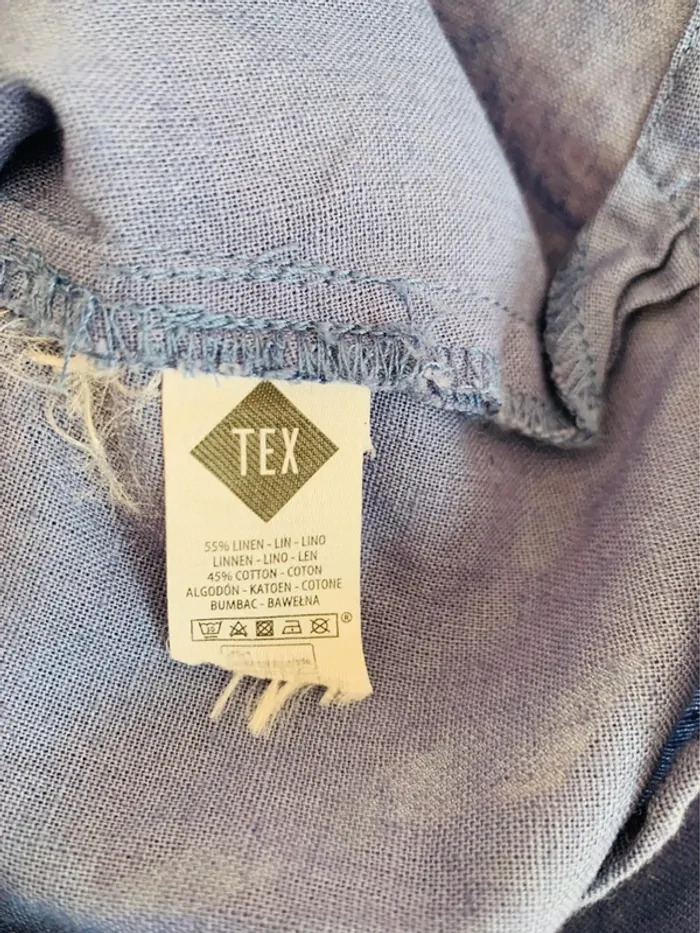 TEX
55% LINEN - LIN - LINO
LINNEN - LINO - LEN
45% COTTON - COTON
ALGODÓN - KATOEN - COTONE
BUMBAC - BAWEŁNA
®